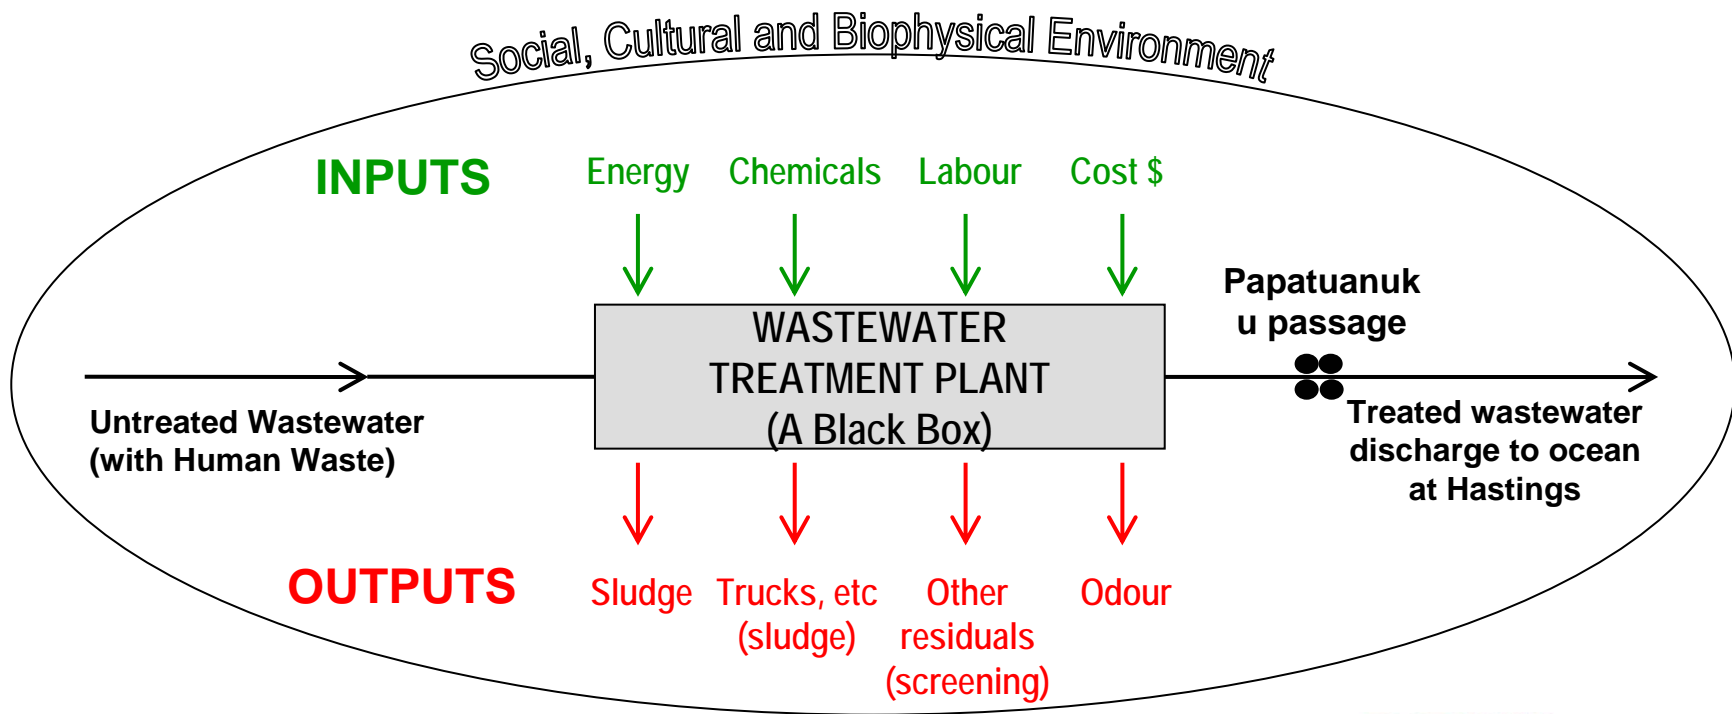 Social, Cultural and Biophysical Environment
INPUTS
Energy
Chemicals
Labour
Cost $
WASTEWATER
TREATMENT PLANT
(A Black Box)
Papatuanuk
u passage
Untreated Wastewater
(with Human Waste)
Treated wastewater
discharge to ocean
at Hastings
OUTPUTS
Sludge
Trucks, etc
(sludge)
Other
residuals
(screening)
Odour